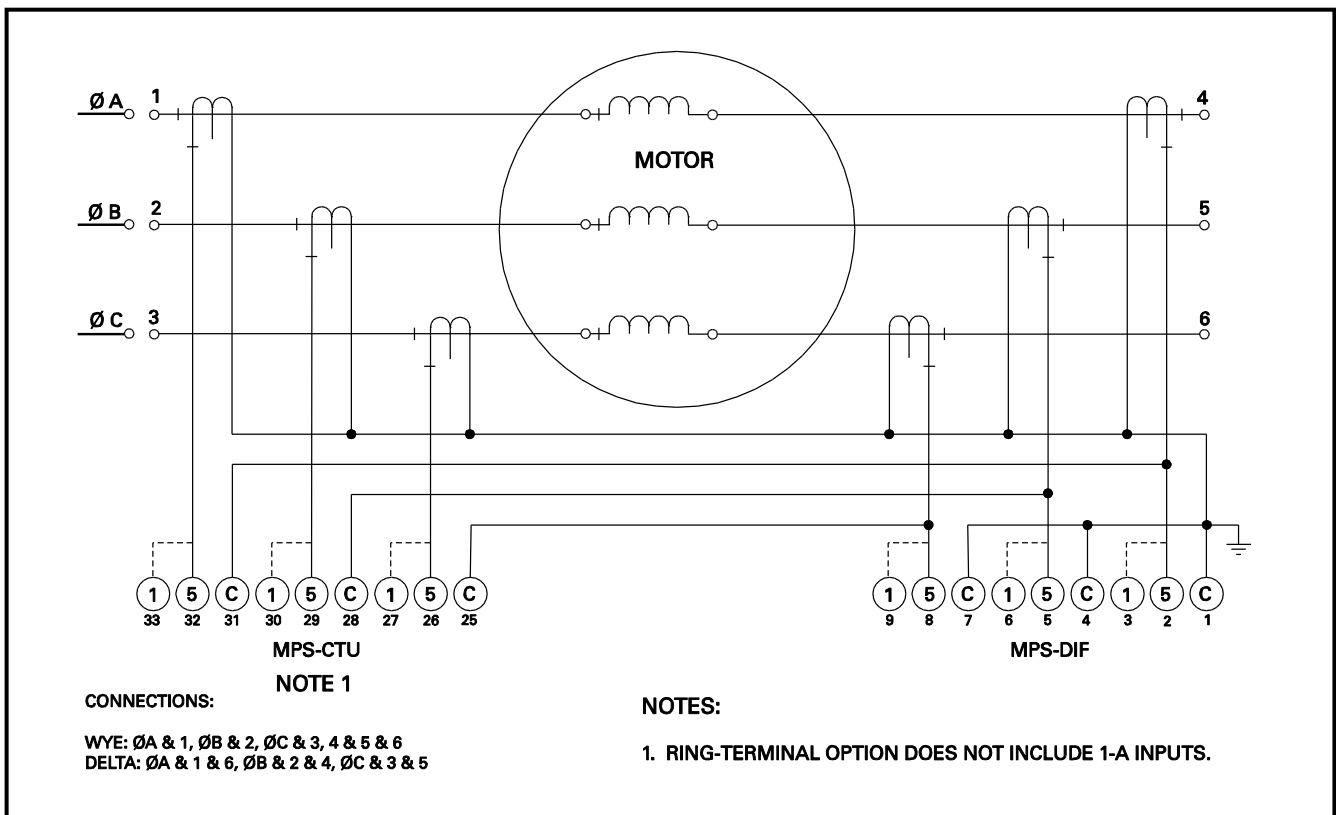 ØA 1 4
MOTOR
ØB 2 5
ØC 3 6
1 5 C 1 5 C 1 5 C 1 5 C 1 5 C 1 5 C
33 32 31 30 29 28 27 26 25 9 8 7 6 5 4 3 2 1
MPS-CTU MPS-DIF
NOTE 1
CONNECTIONS:
WYE: ØA & 1, ØB & 2, ØC & 3, 4 & 5 & 6
DELTA: ØA & 1 & 6, ØB & 2 & 4, ØC & 3 & 5
NOTES:
1. RING-TERMINAL OPTION DOES NOT INCLUDE 1-A INPUTS.